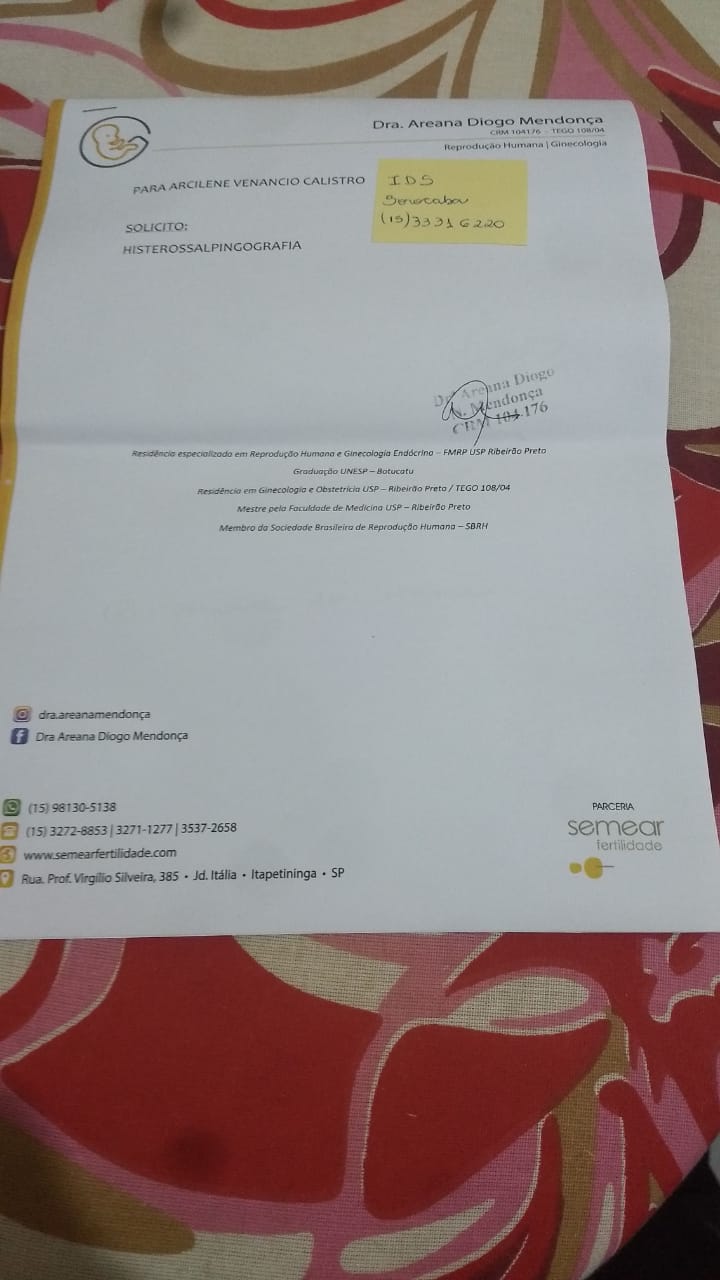 Dra. Areana Diogo Mendonça
CRM 104176 - TEGO 108/04
Reprodução Humana | Ginecologia
PARA ARCILENE VENANCIO CALISTRO
IDS
Sorocaba
(15) 3331 6220
SOLICITO:
HISTEROSSALPINGOGRAFIA
Dra Areana Diogo
N. Mendonça
CRM 104.176
Residência especializada em Reprodução Humana e Ginecologia Endócrina – FMRP USP Ribeirão Preto
Graduação UNESP – Botucatu
Residência em Ginecologia e Obstetrícia USP – Ribeirão Preto / TEGO 108/04
Mestre pela Faculdade de Medicina USP – Ribeirão Preto
Membro da Sociedade Brasileira de Reprodução Humana – SBRH
dra.areanamendonça
Dra Areana Diogo Mendonça
(15) 98130-5138
(15) 3272-8853 | 3271-1277 | 3537-2658
www.semearfertilidade.com
Rua. Prof. Virgílio Silveira, 385 • Jd. Itália • Itapetininga • SP
PARCERIA
semear
fertilidade